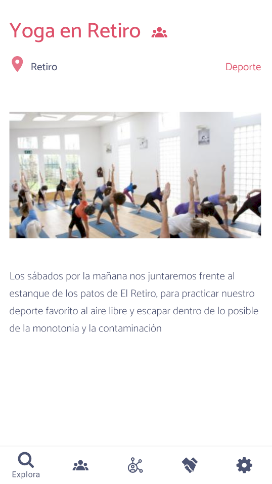 Yoga en Retiro
Retiro
Deporte
Los sábados por la mañana nos juntaremos frente al
estanque de los patos de El Retiro, para practicar nuestro
deporte favorito al aire libre y escapar dentro de lo posible
de la monotonía y la contaminación
Explora